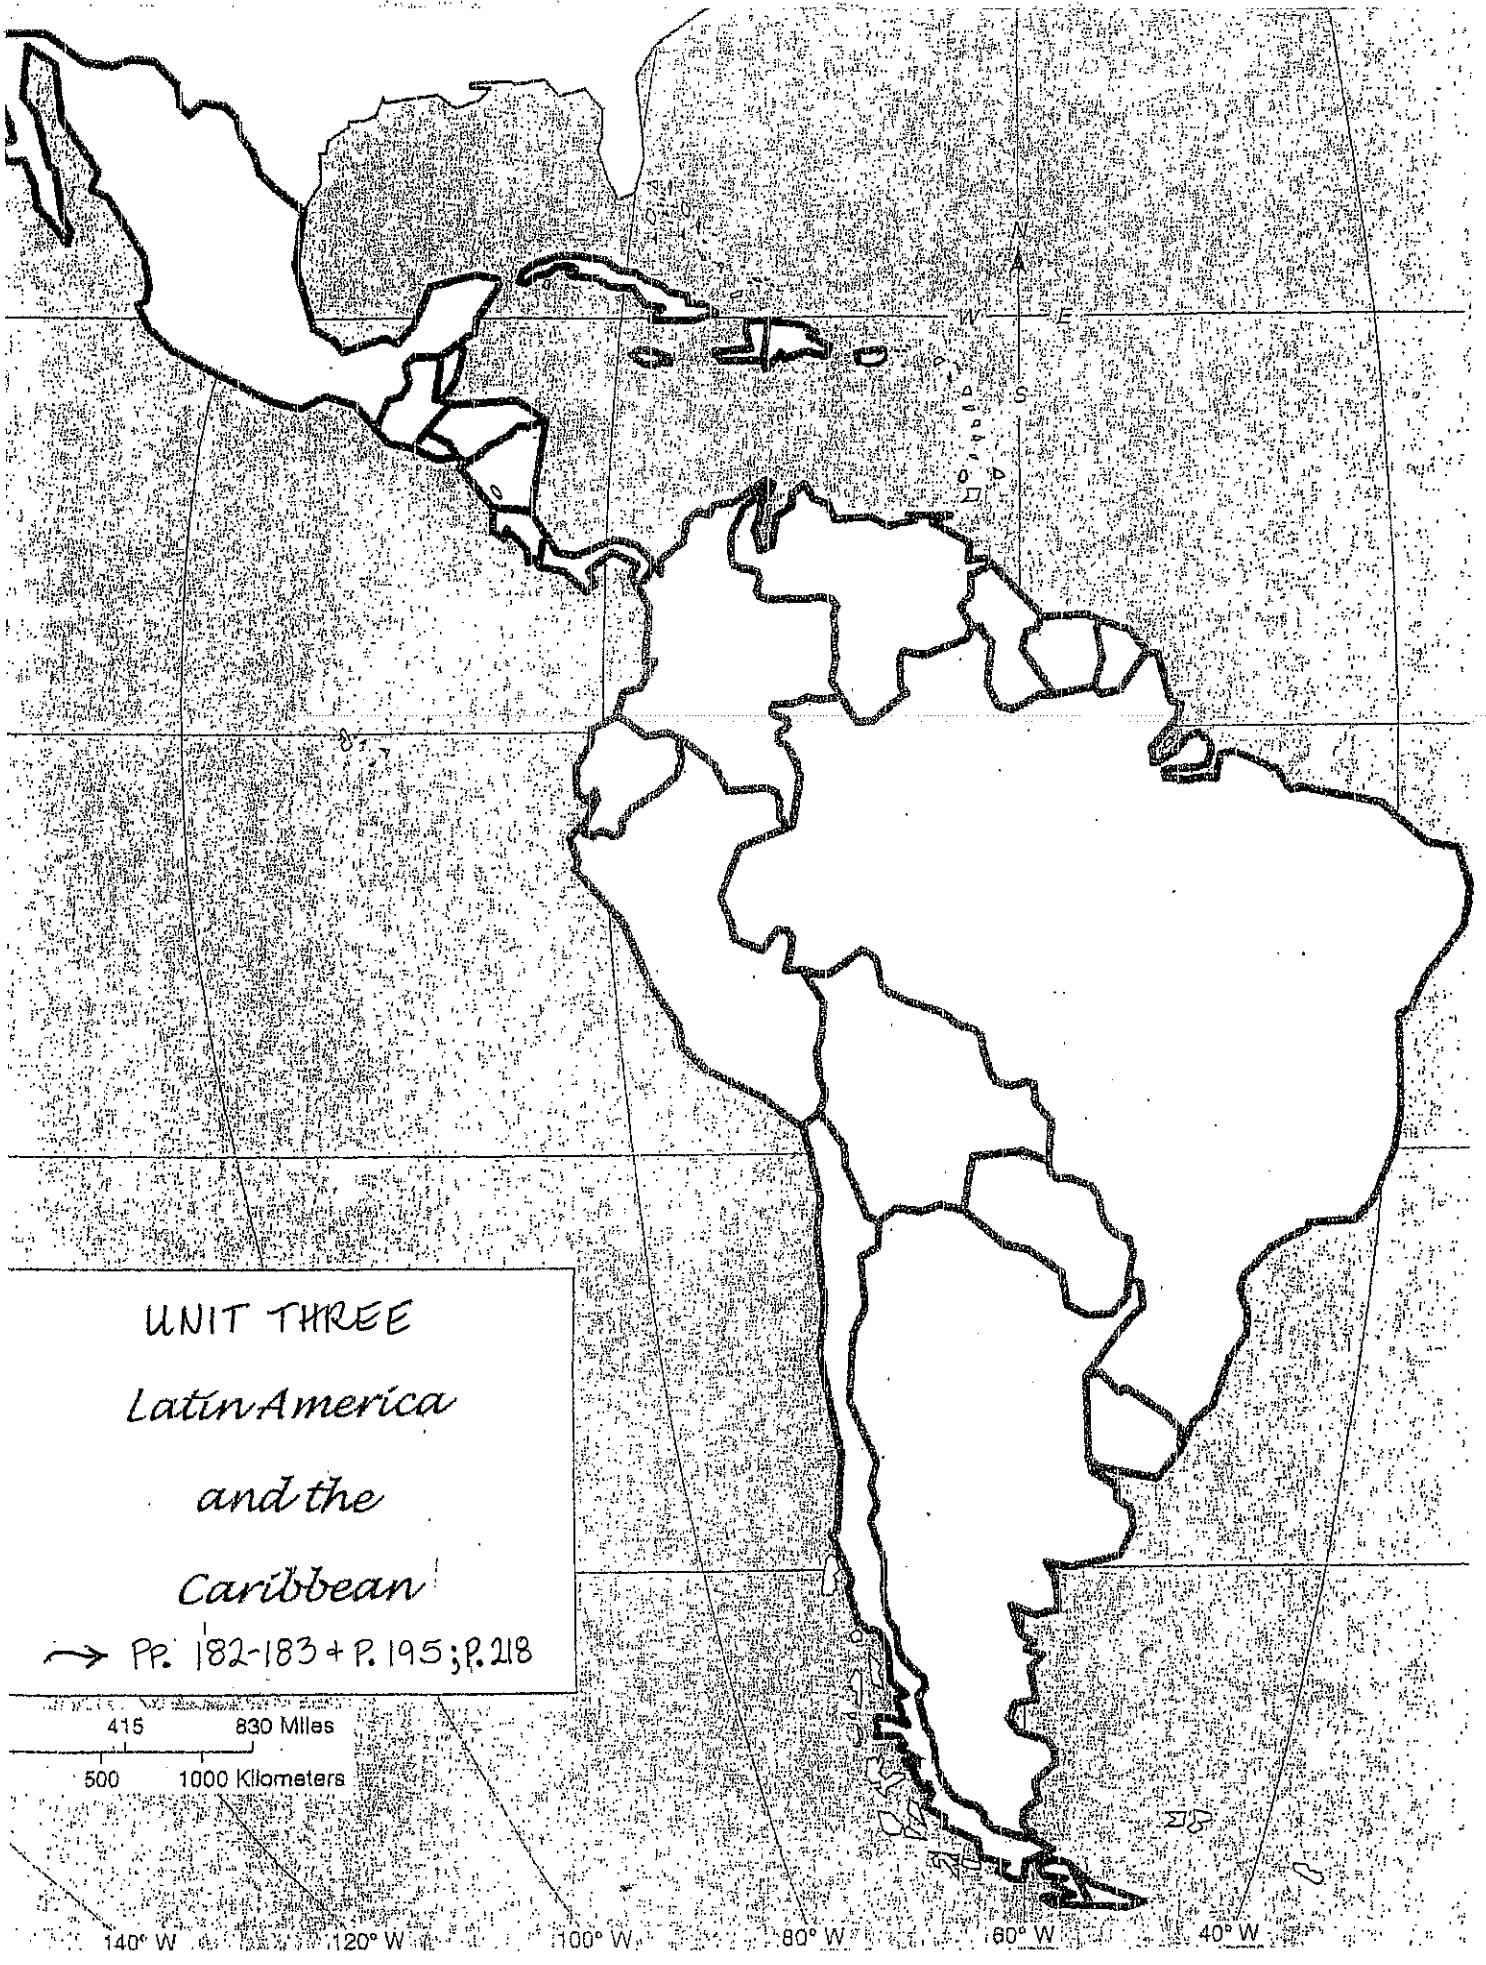 N
W E
S
UNIT THREE
Latin America
and the
Caribbean
→ PP. 182-183 + P. 195; P. 218
415 830 Miles
500 1000 Kilometers
140° W 120° W 100° W 80° W 60° W 40° W